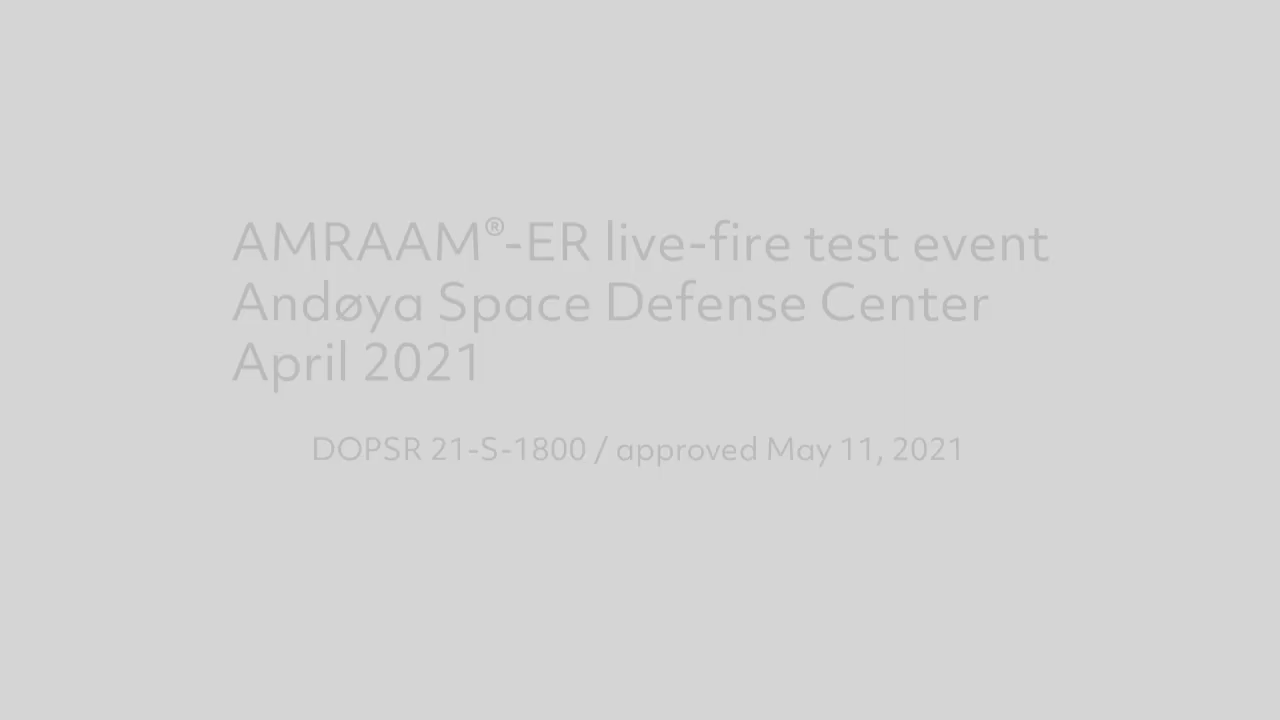 AMRAAM®-ER live-fire test event
Andøya Space Defense Center
April 2021
DOPSR 21-S-1800 / approved May 11, 2021